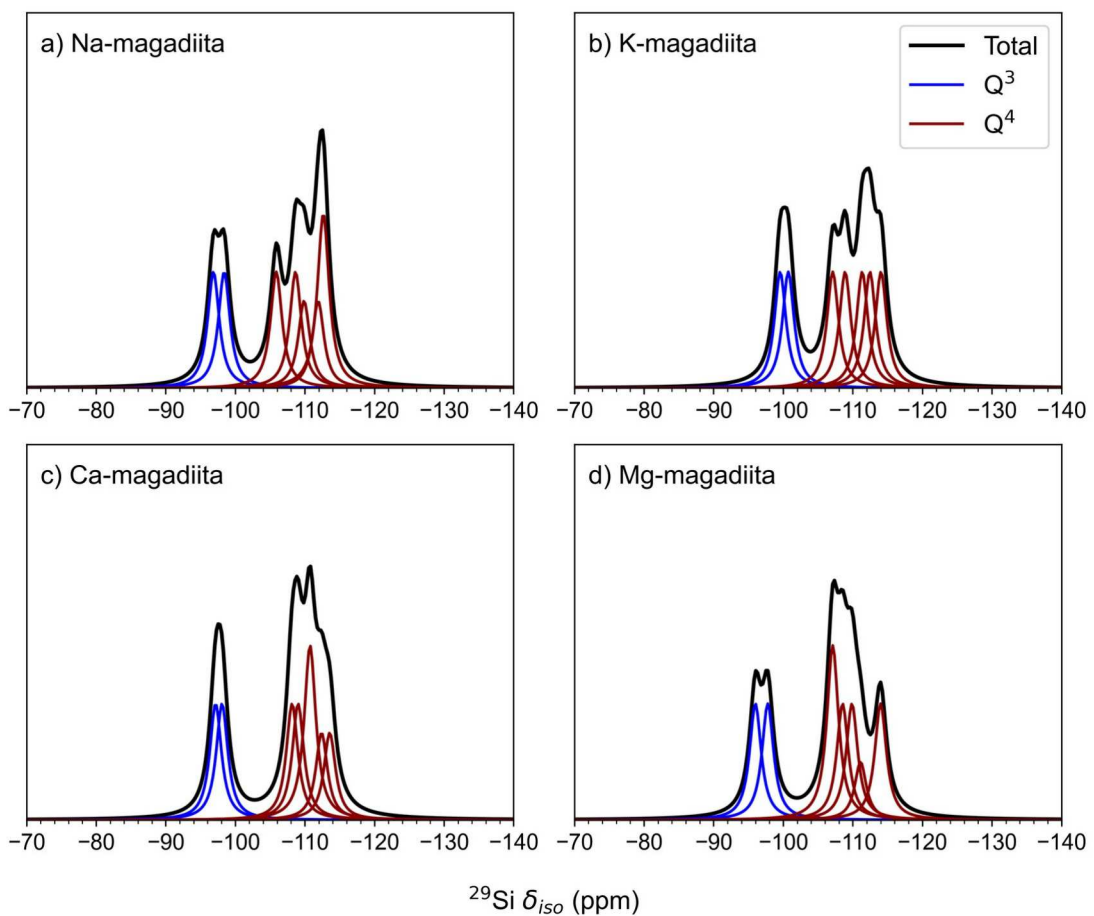 a) Na-magadiita
b) K-magadiita
Total
Q³
Q⁴
−70 −80 −90 −100 −110 −120 −130 −140
−70 −80 −90 −100 −110 −120 −130 −140
c) Ca-magadiita
d) Mg-magadiita
−70 −80 −90 −100 −110 −120 −130 −140
−70 −80 −90 −100 −110 −120 −130 −140
²⁹Si δiso (ppm)